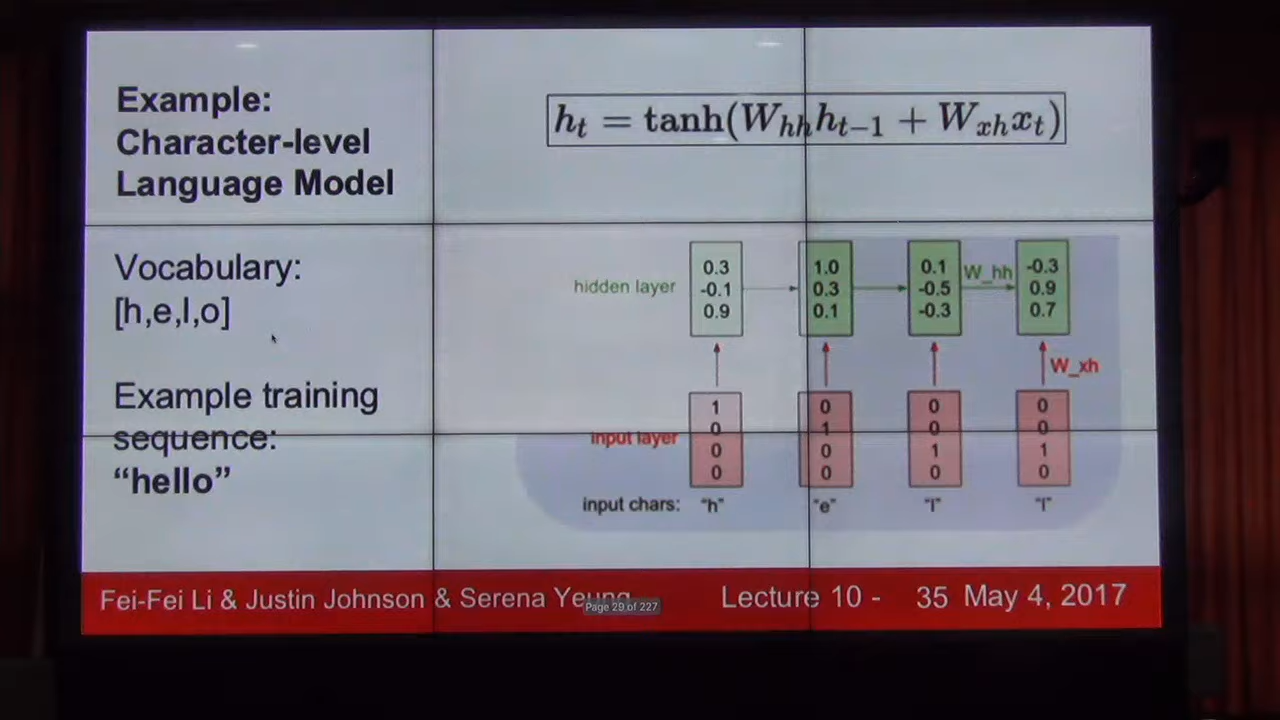 Example:
Character-level
Language Model
h_t = tanh(W_{hh}h_{t−1} + W_{xh}x_t)
Vocabulary:
[h,e,l,o]
Example training
sequence:
“hello”
hidden layer
0.3 1.0 0.1 -0.3
-0.1 0.3 -0.5 0.9
0.9 0.1 -0.3 0.7
W_hh
W_xh
input layer
1 0 0 0
0 1 0 0
0 0 1 1
0 0 0 0
input chars: "h" "e" "l" "l"
Fei-Fei Li & Justin Johnson & Serena Yeung Lecture 10 - 35 May 4, 2017
Page 29 of 227